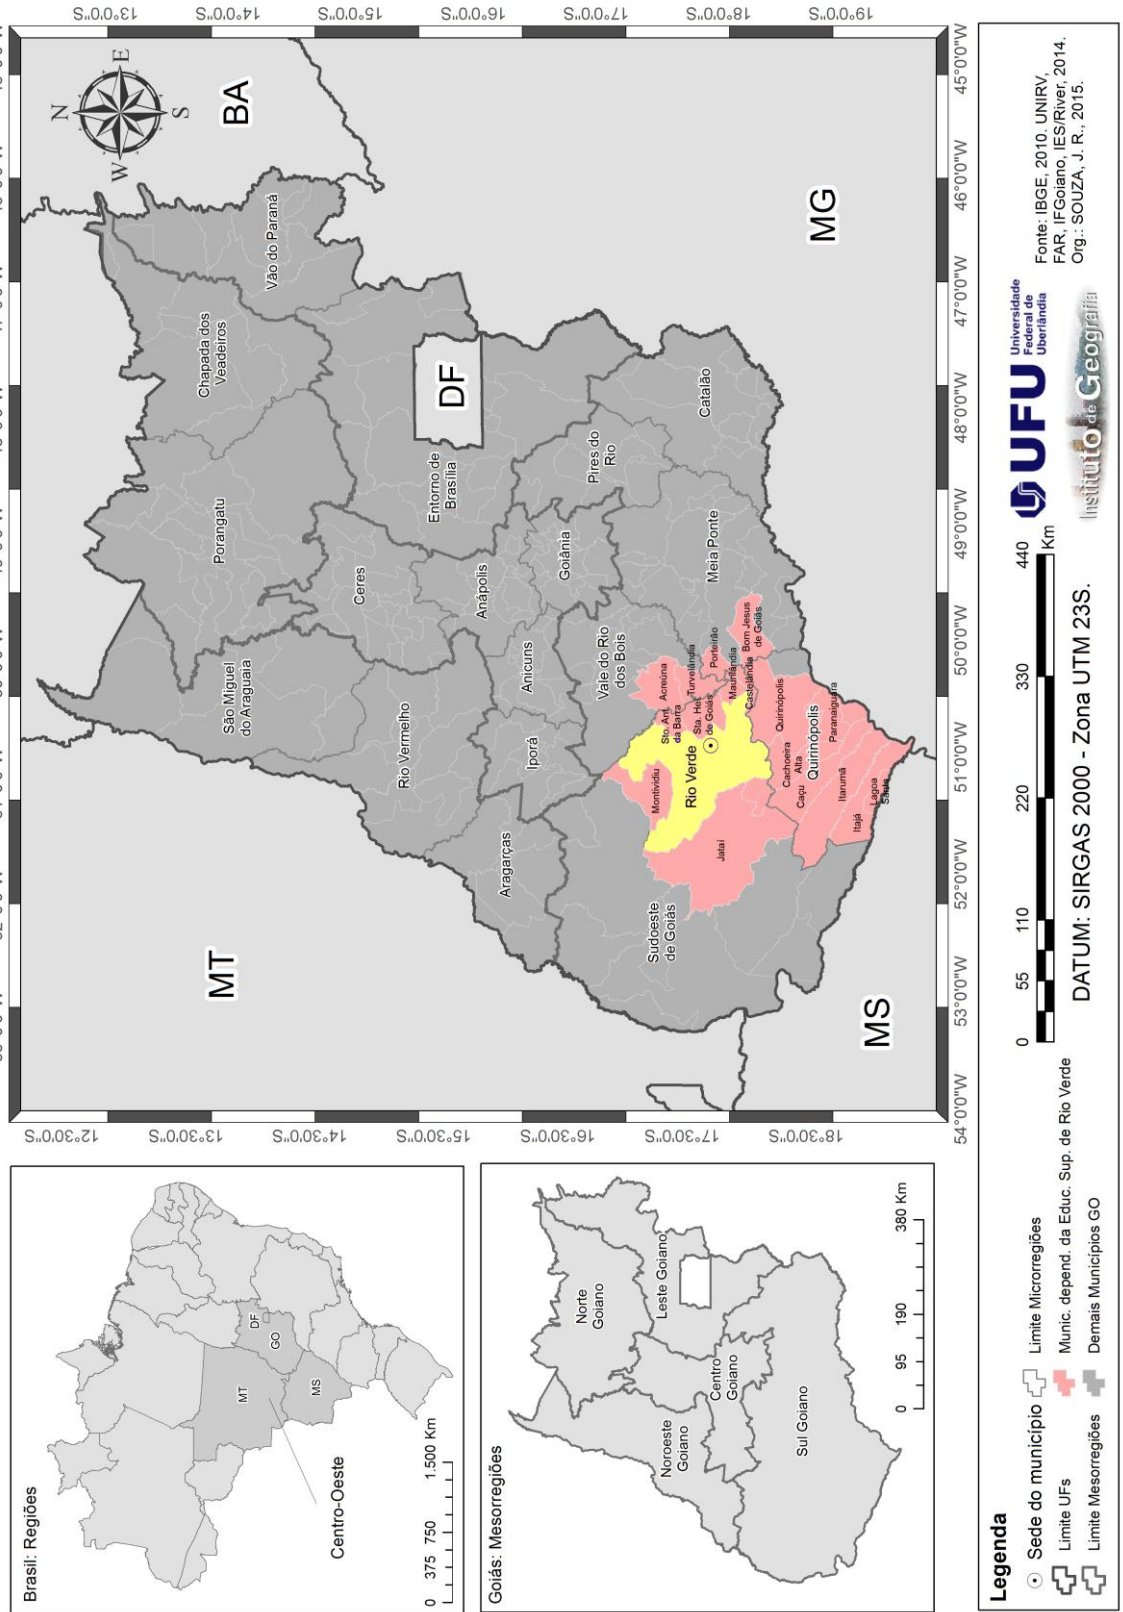 Brasil: Regiões
DF
GO
MT
MS
Centro-Oeste
0 375 750 1.500 Km
Goiás: Mesorregiões
Norte
Goiano
Leste Goiano
Noroeste
Goiano
Centro
Goiano
Sul Goiano
0 95 190 380 Km
N
E
S
W
MT
BA
DF
MG
MS
São Miguel
do Araguaia
Porangatu
Chapada dos
Veadeiros
Vão do Paraná
Rio Vermelho
Ceres
Entorno de
Brasília
Aragarças
Iporá
Anicuns
Anápolis
Goiânia
Pires do
Rio
Catalão
Vale do Rio
dos Bois
Meia Ponte
Sudoeste
de Goiás
Quirinópolis
Rio Verde
Montividiu
Jataí
Sto. Ant.
da Barra
Acreúna
Sta. Hel.
de Goiás
Turvelândia
Porteirão
Maurilândia
Castelândia
Bom Jesus
de Goiás
Quirinópolis
Cachoeira
Alta
Caçu
Paranaiguara
Itarumã
Itajá
Lagoa
Santa
13°0'0"S
14°0'0"S
15°0'0"S
16°0'0"S
17°0'0"S
18°0'0"S
19°0'0"S
12°30'0"S
13°30'0"S
14°30'0"S
15°30'0"S
16°30'0"S
17°30'0"S
18°30'0"S
54°0'0"W
53°0'0"W
52°0'0"W
51°0'0"W
50°0'0"W
49°0'0"W
48°0'0"W
47°0'0"W
46°0'0"W
45°0'0"W
Legenda
Sede do município
Limite UFs
Limite Mesorregiões
Limite Microrregiões
Munic. depend. da Educ. Sup. de Rio Verde
Demais Municípios GO
0 55 110 220 330 440
Km
DATUM: SIRGAS 2000 - Zona UTM 23S.
UFU
Universidade
Federal de
Uberlândia
Instituto de Geografia
Fonte: IBGE, 2010. UNIRV,
FAR, IFGoiano, IES/River, 2014.
Org.: SOUZA, J. R., 2015.